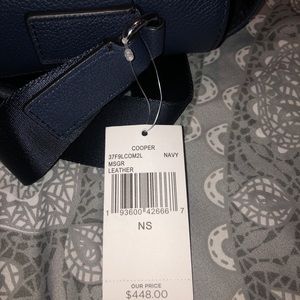 COOPER
37F9LCOM2L NAVY
MSGR
LEATHER
1 93600 42666 7
NS
OUR PRICE
$448.00